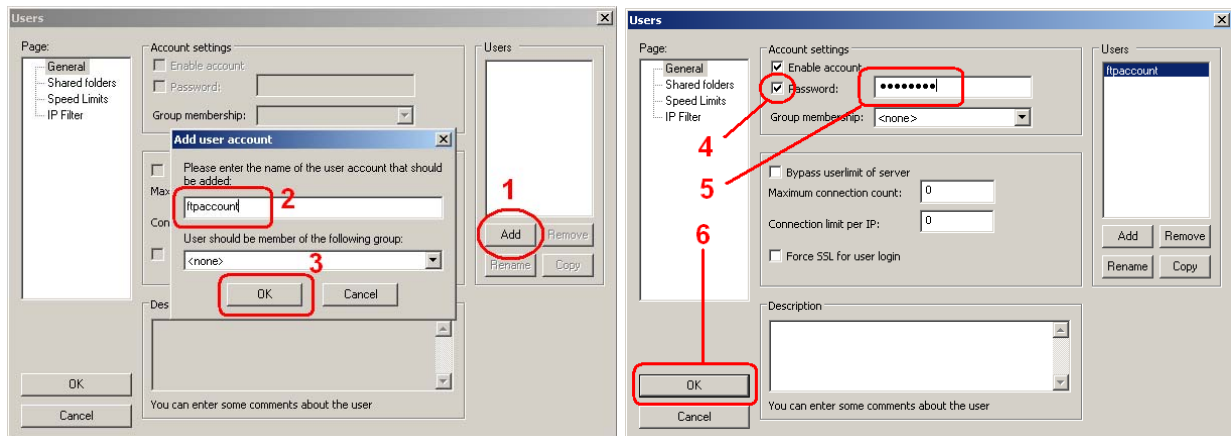 Users
Page:
General
Shared folders
Speed Limits
IP Filter
Account settings
Enable account
Password:
Group membership:
Users
Add user account
Please enter the name of the user account that should
be added:
ftpaccount
2
User should be member of the following group:
<none>
3
OK
Cancel
Max
Con
1
Add
Remove
Rename
Copy
Des
You can enter some comments about the user
OK
Cancel
Users
Page:
General
Shared folders
Speed Limits
IP Filter
Account settings
Enable account
Password:
••••••••
4
Group membership:
<none>
5
Bypass userlimit of server
Maximum connection count:
0
Connection limit per IP:
0
Force SSL for user login
6
Description
You can enter some comments about the user
Users
ftpaccount
Add
Remove
Rename
Copy
OK
Cancel